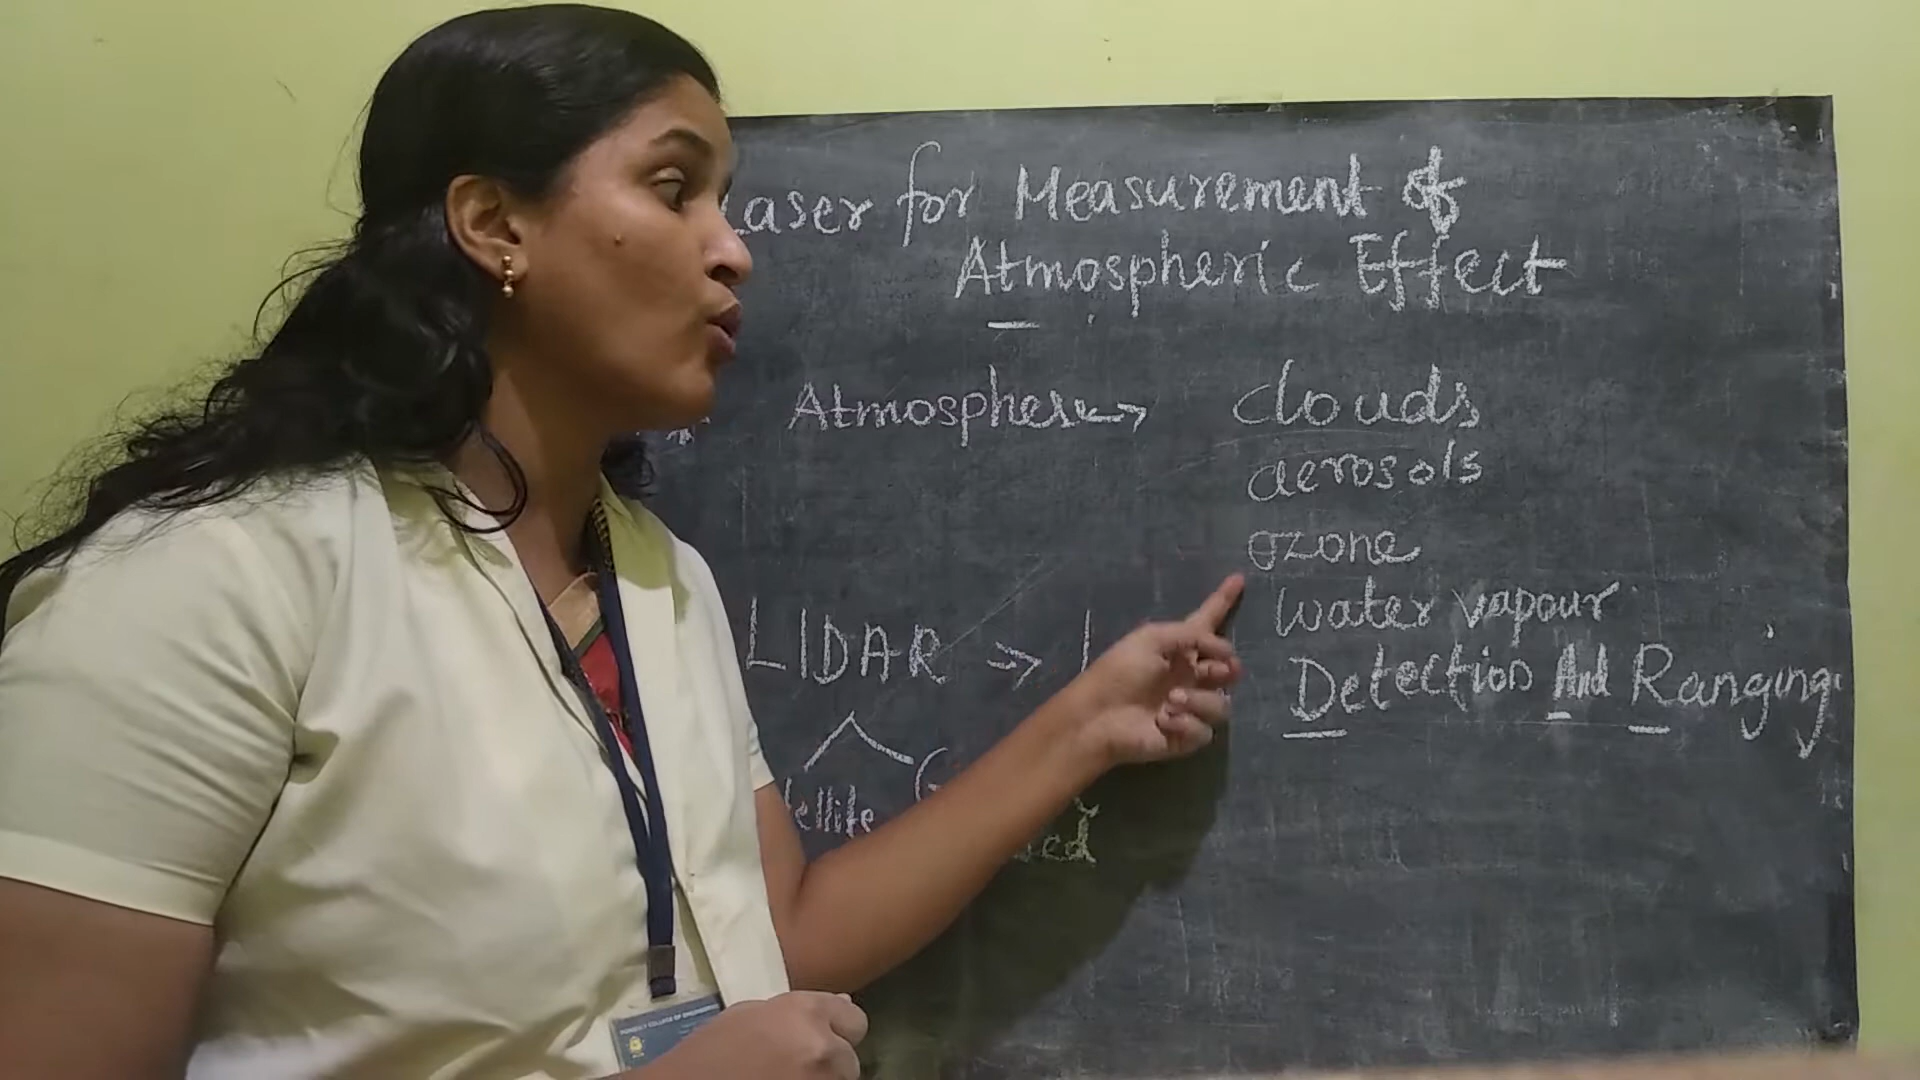 Laser for Measurement of
Atmospheric Effect
* Atmosphere -> clouds
aerosols
ozone
water vapour
LIDAR => Detection And Ranging